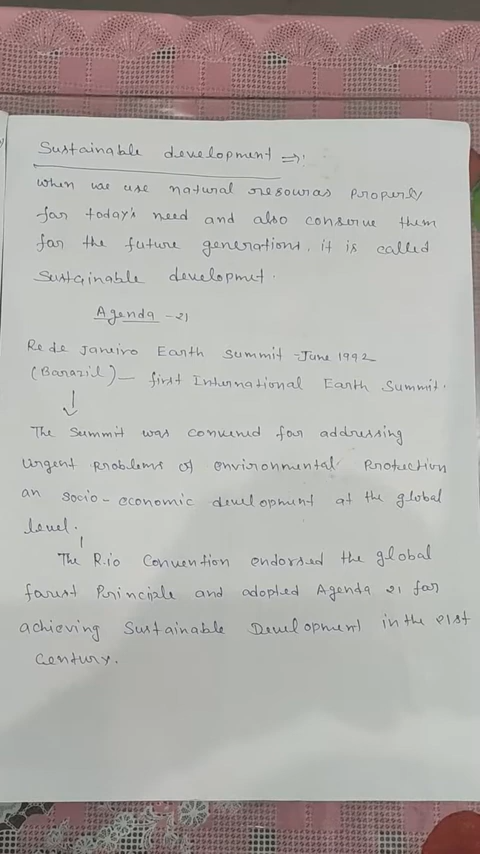 Sustainable development ⇒:
when we use natural resouras properly
for today's need and also conserve them
for the future generations. it is called
Sustainable developmet.
Agenda - 21
Re de Janeiro Earth Summit - June 1992
(Barazil) - first International Earth Summit.
↓
The Summit was convened for addressing
Urgent Problems of environmental Protection
an socio - economic development at the global
level.
The R.io Convention endorsed the global
forest Principle and adopted Agenda 21 for
achieving Sustainable Development in the 21st
Century.